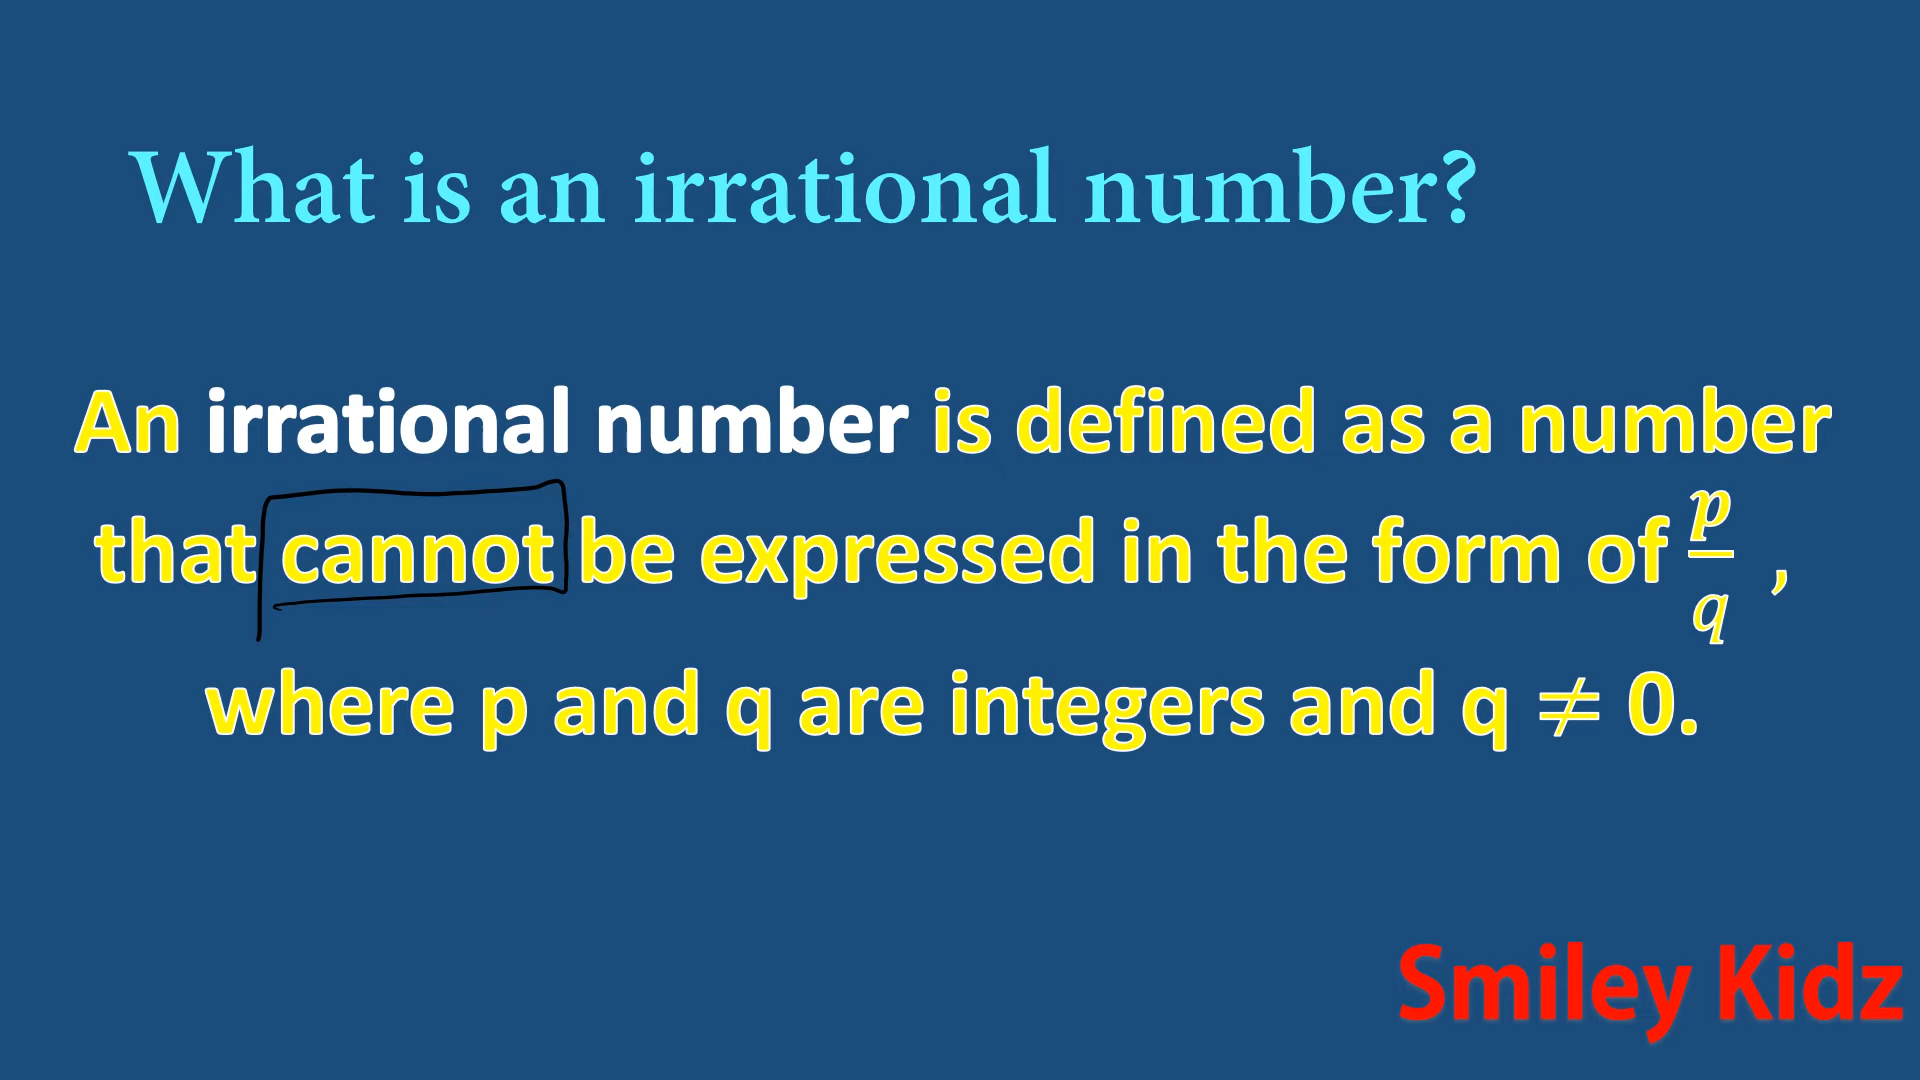 What is an irrational number?
An irrational number is defined as a number
that cannot be expressed in the form of p/q ,
where p and q are integers and q ≠ 0.
Smiley Kidz